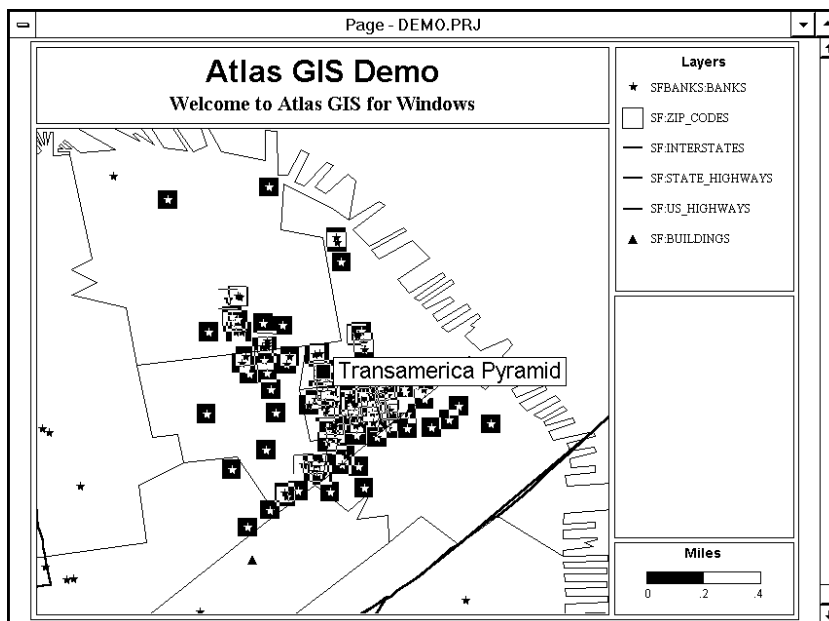 Page - DEMO.PRJ
Atlas GIS Demo
Welcome to Atlas GIS for Windows
Layers
SFBANKS:BANKS
SF:ZIP_CODES
SF:INTERSTATES
SF:STATE_HIGHWAYS
SF:US_HIGHWAYS
SF:BUILDINGS
Transamerica Pyramid
Miles
0 .2 .4